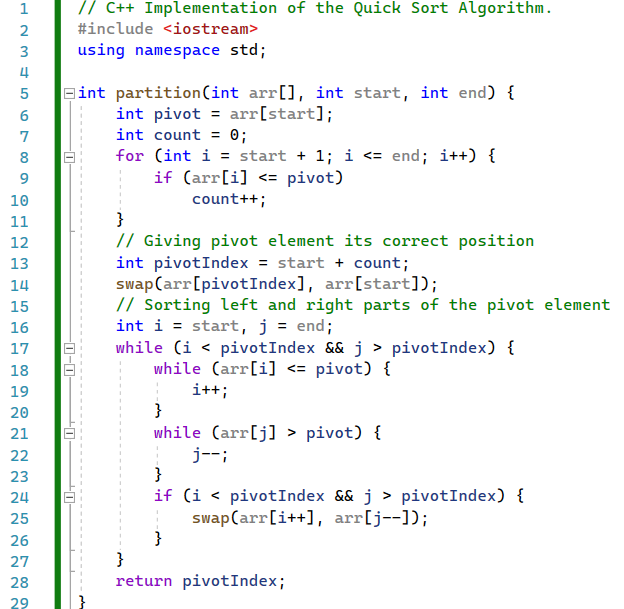 1 // C++ Implementation of the Quick Sort Algorithm.
2 #include <iostream>
3 using namespace std;
4
5 int partition(int arr[], int start, int end) {
6     int pivot = arr[start];
7     int count = 0;
8     for (int i = start + 1; i <= end; i++) {
9         if (arr[i] <= pivot)
10             count++;
11     }
12     // Giving pivot element its correct position
13     int pivotIndex = start + count;
14     swap(arr[pivotIndex], arr[start]);
15     // Sorting left and right parts of the pivot element
16     int i = start, j = end;
17     while (i < pivotIndex && j > pivotIndex) {
18         while (arr[i] <= pivot) {
19             i++;
20         }
21         while (arr[j] > pivot) {
22             j--;
23         }
24         if (i < pivotIndex && j > pivotIndex) {
25             swap(arr[i++], arr[j--]);
26         }
27     }
28     return pivotIndex;
29 }